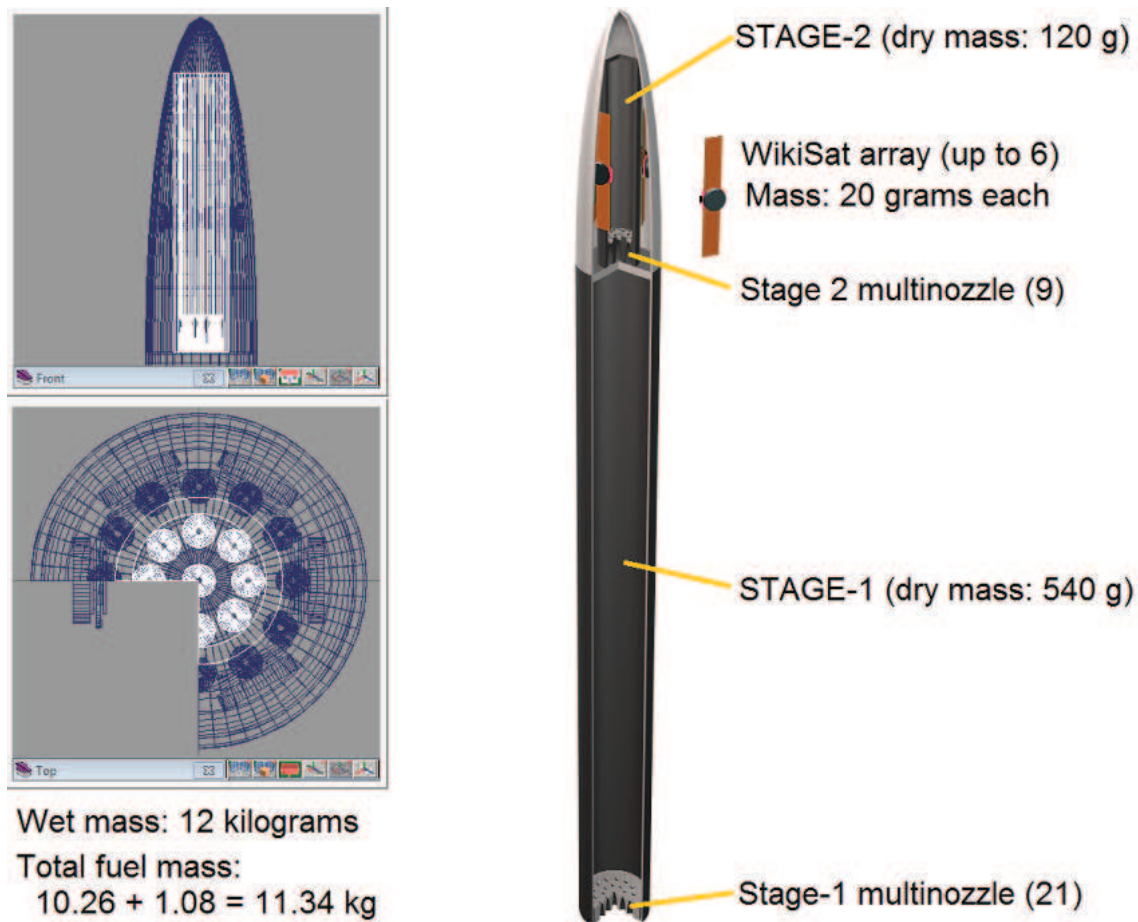 Front
Top
Wet mass: 12 kilograms
Total fuel mass:
10.26 + 1.08 = 11.34 kg
STAGE-2 (dry mass: 120 g)
WikiSat array (up to 6)
Mass: 20 grams each
Stage 2 multinozzle (9)
STAGE-1 (dry mass: 540 g)
Stage-1 multinozzle (21)